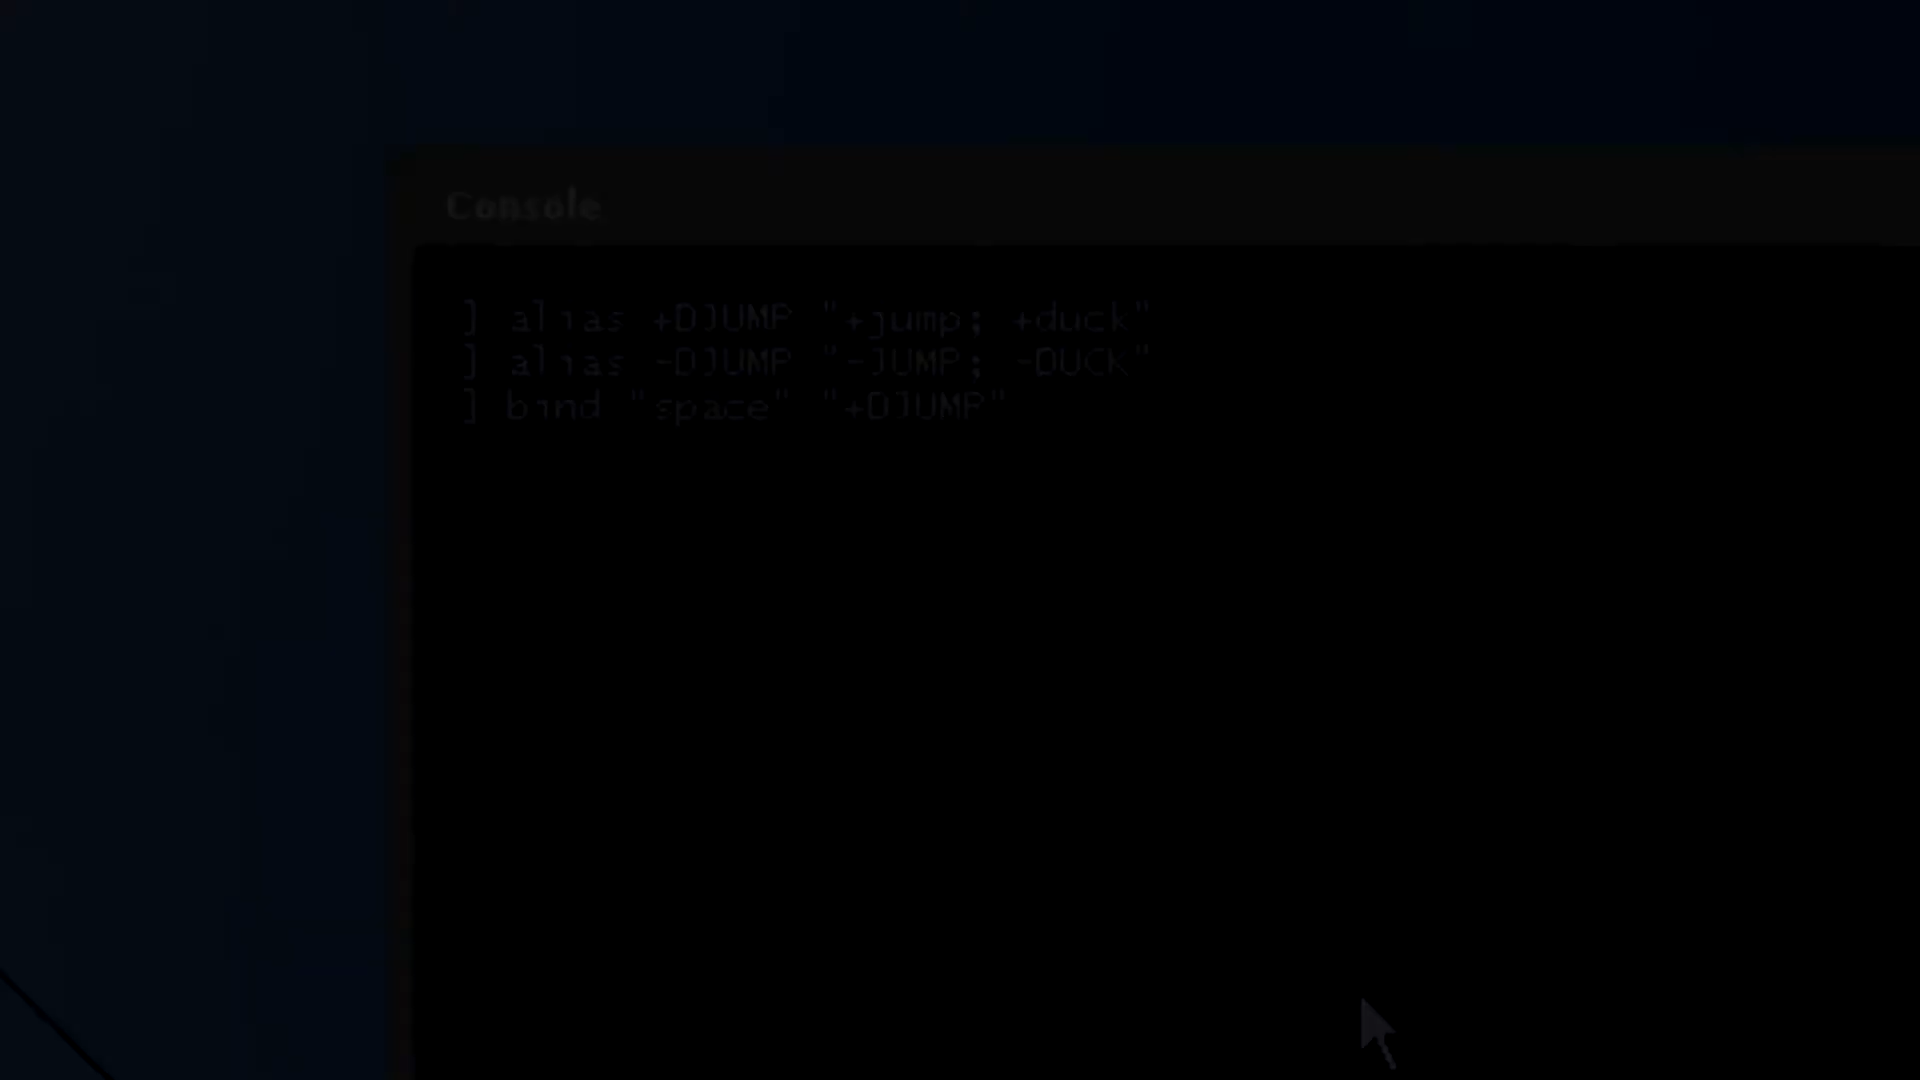 Console
] alias +DJUMP "+jump; +duck"
] alias -DJUMP "-JUMP; -DUCK"
] bind "space" "+DJUMP"